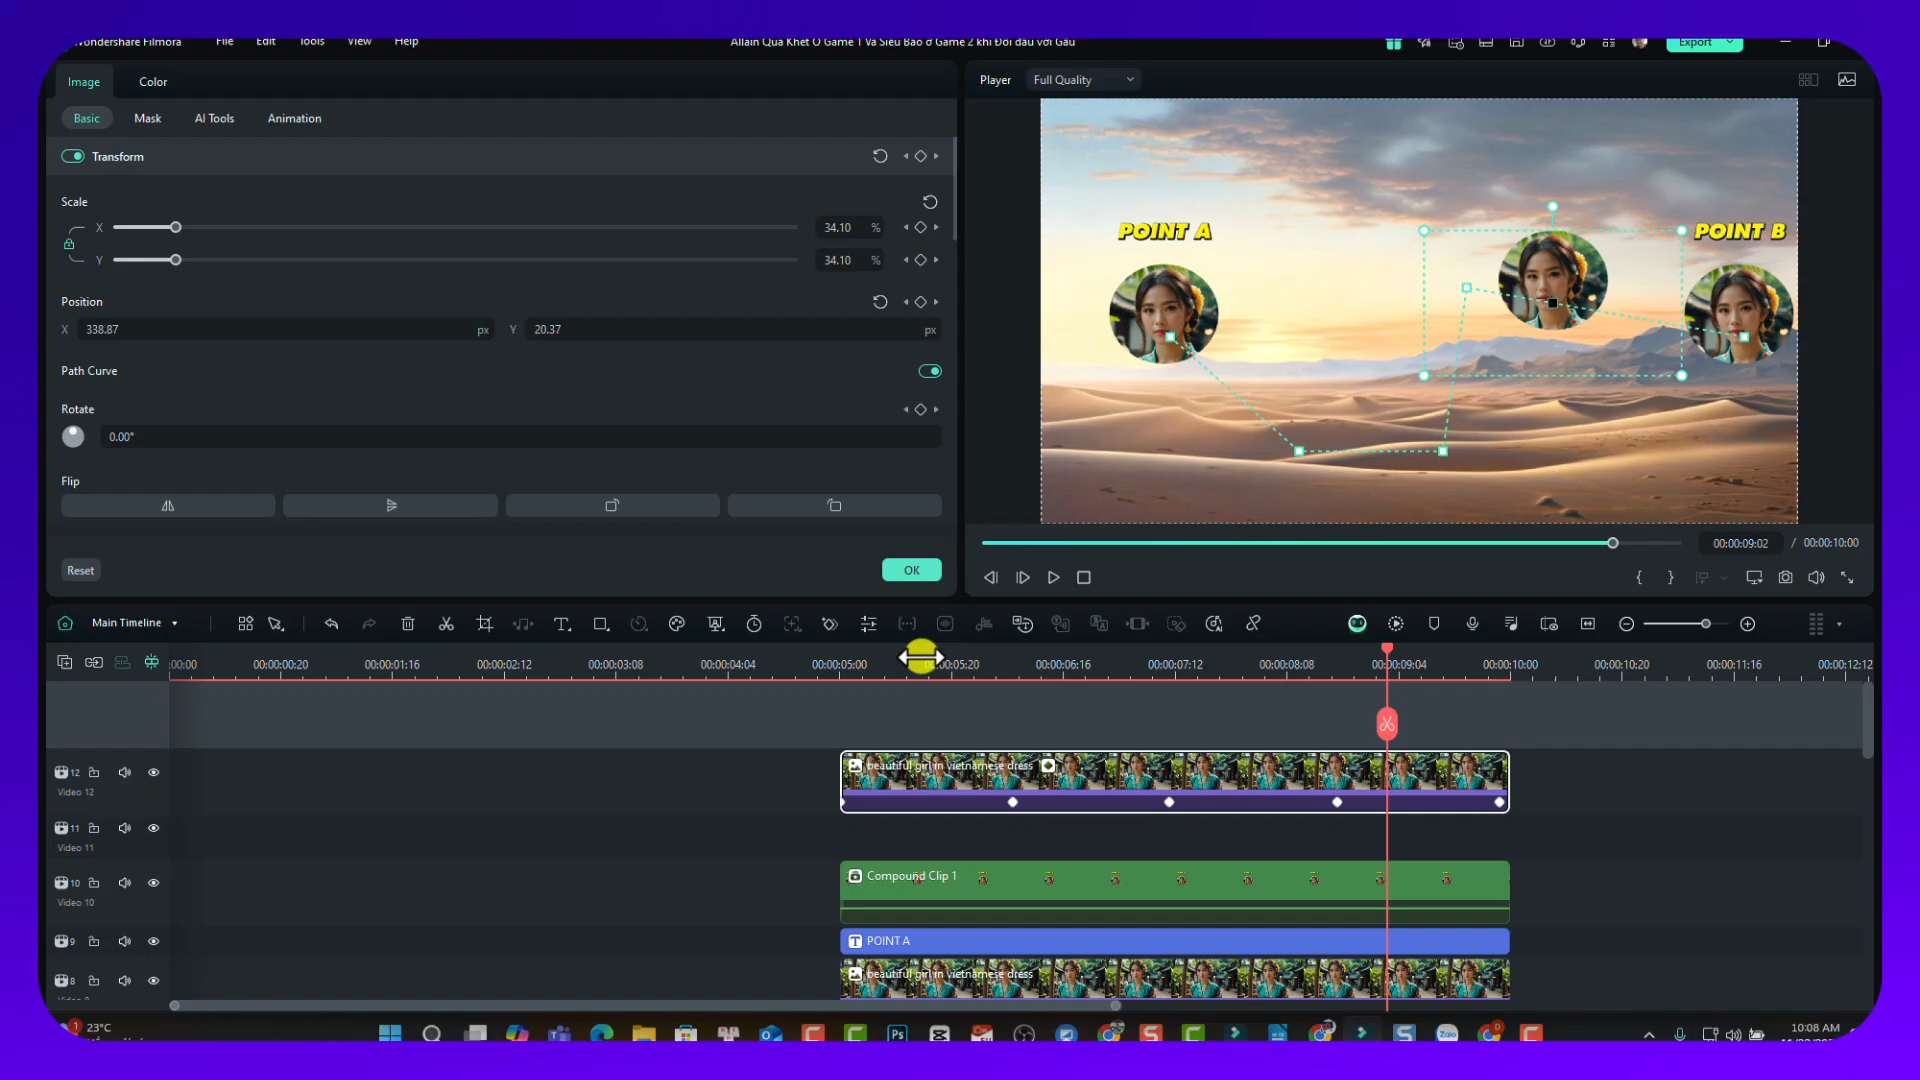 Wondershare Filmora File Edit Tools View Help
Allain Quá Khét Ở Game 1 Và Siêu Bão ở Game 2 khi Đối đầu với Gấu
Export
Image Color
Player Full Quality
Basic Mask AI Tools Animation
Transform
Scale
X 34.10 %
Y 34.10 %
Position
X 338.87 px Y 20.37 px
Path Curve
Rotate
0.00°
Flip
Reset OK
POINT A
POINT B
00:00:09:02 / 00:00:10:00
{ }
Main Timeline
:00:00 00:00:00:20 00:00:01:16 00:00:02:12 00:00:03:08 00:00:04:04 00:00:05:00 00:00:05:20 00:00:06:16 00:00:07:12 00:00:08:08 00:00:09:04 00:00:10:00 00:00:10:20 00:00:11:16 00:00:12:12
12
Video 12
beautiful girl in vietnamese dress
11
Video 11
10
Video 10
Compound Clip 1
9
POINT A
8
beautiful girl in vietnamese dress
1
23°C
Ps
Zalo
10:08 AM